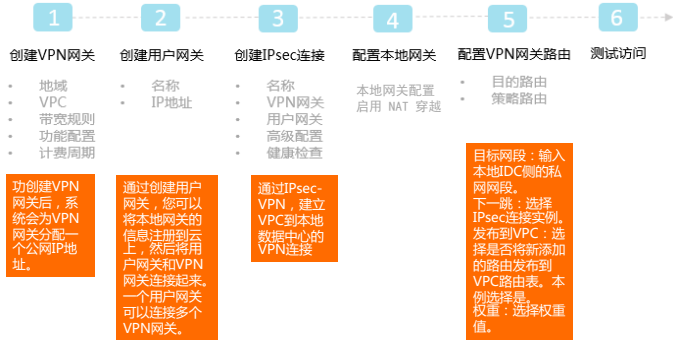 1
创建VPN网关
• 地域
• VPC
• 带宽规则
• 功能配置
• 计费周期
功创建VPN
网关后，系
统会为VPN
网关分配一
个公网IP地
址。
2
创建用户网关
• 名称
• IP地址
通过创建用户
网关，您可以
将本地网关的
信息注册到云
上，然后将用
户网关和VPN
网关连接起来。
一个用户网关
可以连接多个
VPN网关。
3
创建IPsec连接
• 名称
• VPN网关
• 用户网关
• 高级配置
• 健康检查
通过IPsec-
VPN，建立
VPC到本地
数据中心的
VPN连接
4
配置本地网关
本地网关配置
启用 NAT 穿越
5
配置VPN网关路由
• 目的路由
• 策略路由
目标网段：输入
本地IDC侧的私
网网段。
下一跳：选择
IPsec连接实例。
发布到VPC：选
择是否将新添加
的路由发布到
VPC路由表。本
例选择是。
权重：选择权重
值。
6
测试访问